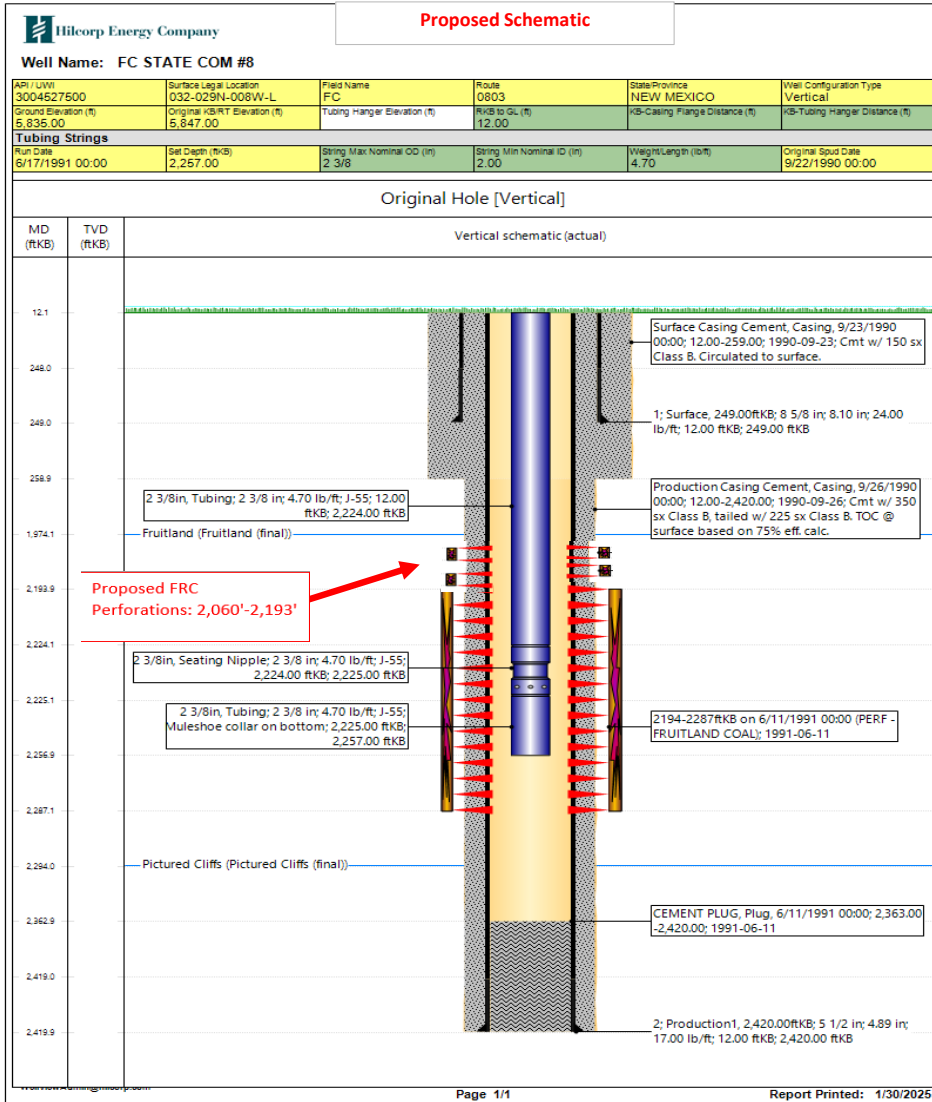 Proposed Schematic
Hilcorp Energy Company
Well Name: FC STATE COM #8
API / UWI
3004527500
Surface Legal Location
032-029N-008W-L
Field Name
FC
Route
0803
State/Province
NEW MEXICO
Well Configuration Type
Vertical
Ground Elevation (ft)
5,835.00
Original KB/RT Elevation (ft)
5,847.00
Tubing Hanger Elevation (ft)
RKB to GL (ft)
12.00
KB-Casing Flange Distance (ft)
KB-Tubing Hanger Distance (ft)
Tubing Strings
Run Date
6/17/1991 00:00
Set Depth (ftKB)
2,257.00
String Max Nominal OD (in)
2 3/8
String Min Nominal ID (in)
2.00
Weight/Length (lb/ft)
4.70
Original Spud Date
9/22/1990 00:00
Original Hole [Vertical]
MD
(ftKB)
TVD
(ftKB)
Vertical schematic (actual)
12.1
Surface Casing Cement, Casing, 9/23/1990
00:00; 12.00-259.00; 1990-09-23; Cmt w/ 150 sx
Class B. Circulated to surface.
248.0
249.0
1; Surface, 249.00ftKB; 8 5/8 in; 8.10 in; 24.00
lb/ft; 12.00 ftKB; 249.00 ftKB
258.9
2 3/8in, Tubing; 2 3/8 in; 4.70 lb/ft; J-55; 12.00
ftKB; 2,224.00 ftKB
Production Casing Cement, Casing, 9/26/1990
00:00; 12.00-2,420.00; 1990-09-26; Cmt w/ 350
sx Class B, tailed w/ 225 sx Class B. TOC @
surface based on 75% eff. calc.
1,974.1
Fruitland (Fruitland (final))
Proposed FRC
Perforations: 2,060'-2,193'
2,193.9
2,224.1
2 3/8in, Seating Nipple; 2 3/8 in; 4.70 lb/ft; J-55;
2,224.00 ftKB; 2,225.00 ftKB
2,225.1
2 3/8in, Tubing; 2 3/8 in; 4.70 lb/ft; J-55;
Muleshoe collar on bottom; 2,225.00 ftKB;
2,257.00 ftKB
2194-2287ftKB on 6/11/1991 00:00 (PERF -
FRUITLAND COAL); 1991-06-11
2,256.9
2,287.1
2,294.0
Pictured Cliffs (Pictured Cliffs (final))
2,362.9
CEMENT PLUG, Plug, 6/11/1991 00:00; 2,363.00
-2,420.00; 1991-06-11
2,419.0
2,419.9
2; Production1, 2,420.00ftKB; 5 1/2 in; 4.89 in;
17.00 lb/ft; 12.00 ftKB; 2,420.00 ftKB
Page 1/1
Report Printed: 1/30/2025